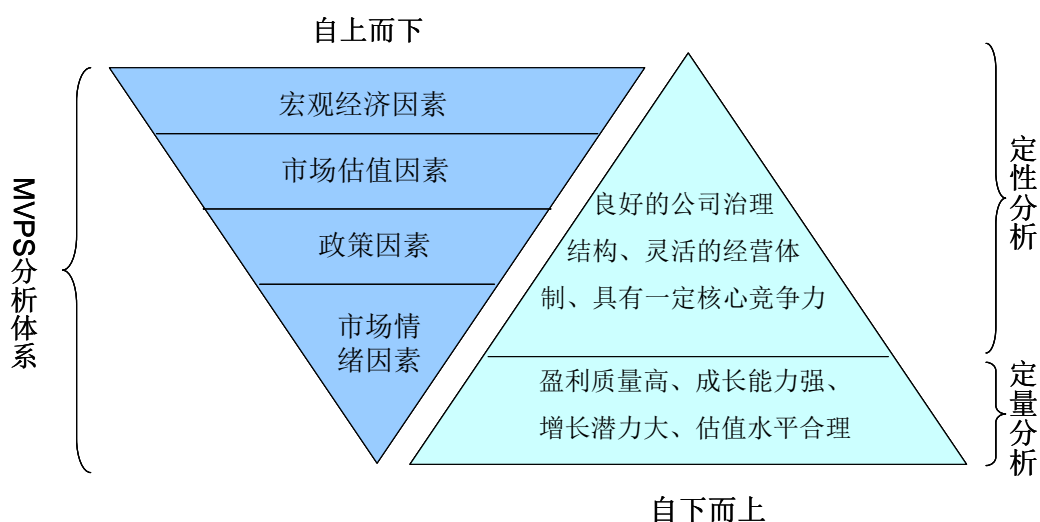 自上而下
MVPS分析体系
宏观经济因素
市场估值因素
政策因素
市场情
绪因素
良好的公司治理
结构、灵活的经营体
制、具有一定核心竞争力
盈利质量高、成长能力强、
增长潜力大、估值水平合理
定性分析
定量分析
自下而上